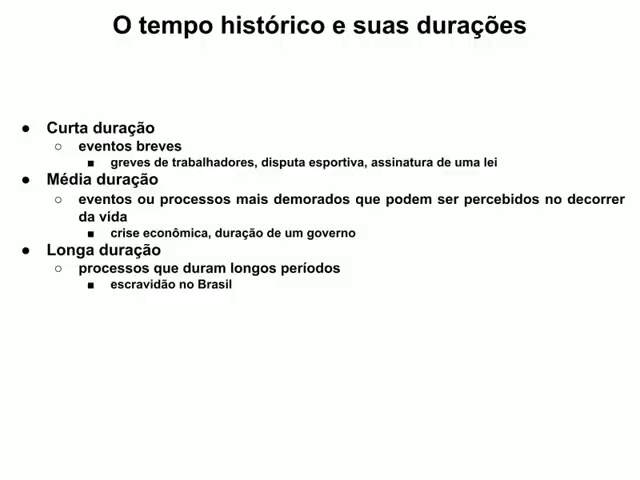 O tempo histórico e suas durações
● Curta duração
○ eventos breves
■ greves de trabalhadores, disputa esportiva, assinatura de uma lei
● Média duração
○ eventos ou processos mais demorados que podem ser percebidos no decorrer
da vida
■ crise econômica, duração de um governo
● Longa duração
○ processos que duram longos períodos
■ escravidão no Brasil